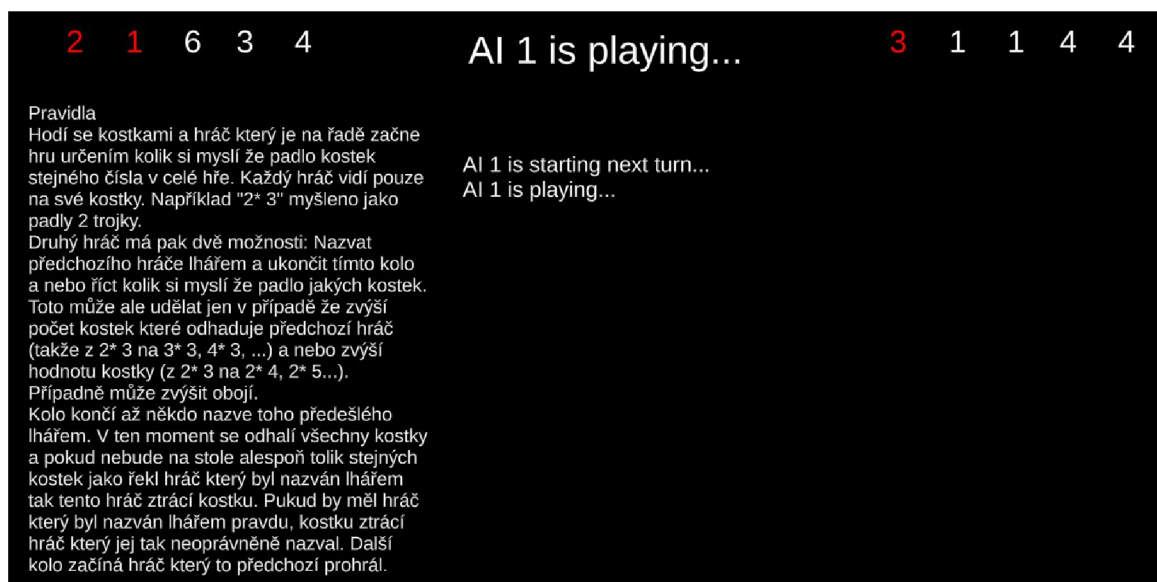 2 1 6 3 4
AI 1 is playing...
3 1 1 4 4
Pravidla
Hodí se kostkami a hráč který je na řadě začne
hru určením kolik si myslí že padlo kostek
stejného čísla v celé hře. Každý hráč vidí pouze
na své kostky. Například "2* 3" myšleno jako
padly 2 trojky.
Druhý hráč má pak dvě možnosti: Nazvat
předchozího hráče lhářem a ukončit tímto kolo
a nebo říct kolik si myslí že padlo jakých kostek.
Toto může ale udělat jen v případě že zvýší
počet kostek které odhaduje předchozí hráč
(takže z 2* 3 na 3* 3, 4* 3, ...) a nebo zvýší
hodnotu kostky (z 2* 3 na 2* 4, 2* 5...).
Případně může zvýšit obojí.
Kolo končí až někdo nazve toho předešlého
lhářem. V ten moment se odhalí všechny kostky
a pokud nebude na stole alespoň tolik stejných
kostek jako řekl hráč který byl nazván lhářem
tak tento hráč ztrácí kostku. Pukud by měl hráč
který byl nazván lhářem pravdu, kostku ztrácí
hráč který jej tak neoprávněně nazval. Další
kolo začíná hráč který to předchozí prohrál.
AI 1 is starting next turn...
AI 1 is playing...